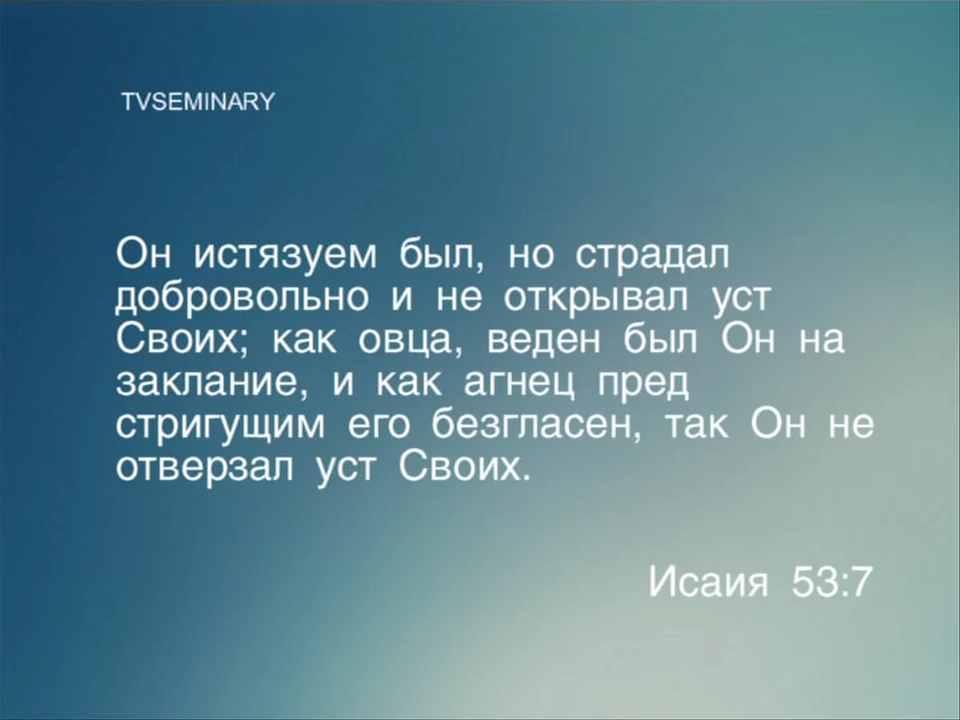 TVSEMINARY
Он истязуем был, но страдал
добровольно и не открывал уст
Своих; как овца, веден был Он на
заклание, и как агнец пред
стригущим его безгласен, так Он не
отверзал уст Своих.
Исаия 53:7